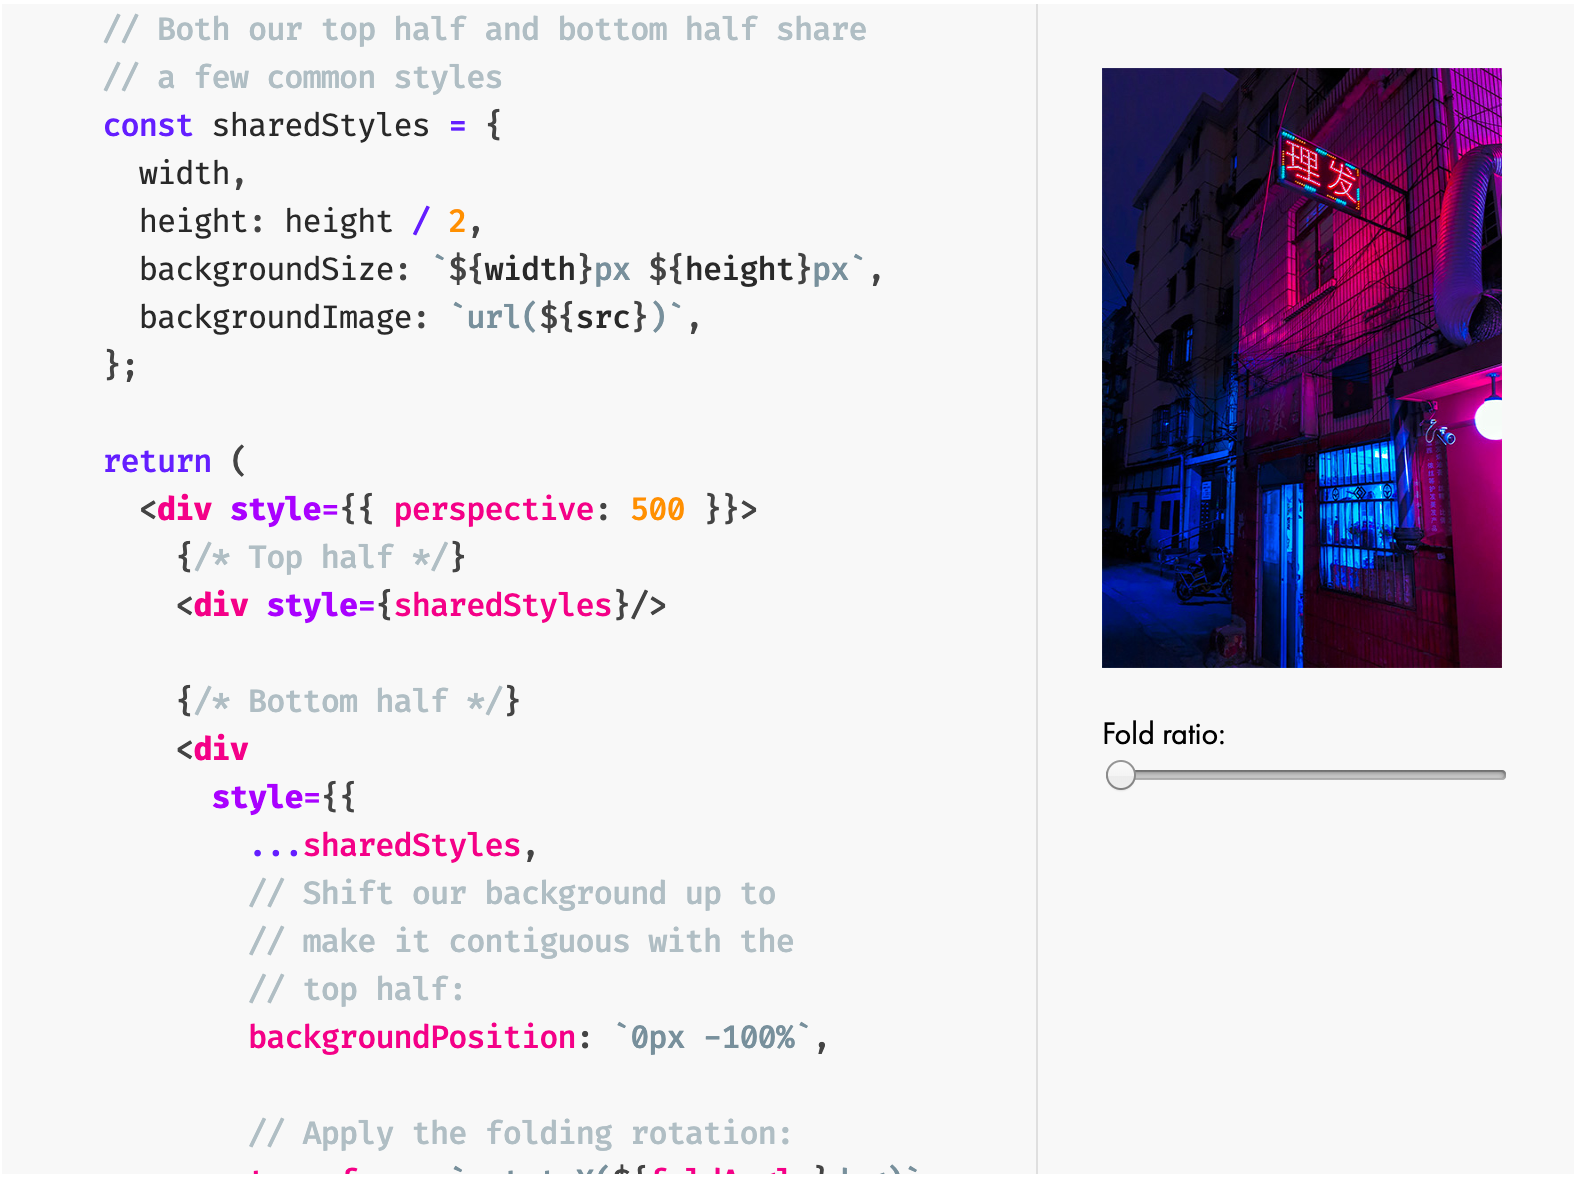 // Both our top half and bottom half share
// a few common styles
const sharedStyles = {
width,
height: height / 2,
backgroundSize: `${width}px ${height}px`,
backgroundImage: `url(${src})`,
};
return (
<div style={{ perspective: 500 }}>
{/* Top half */}
<div style={sharedStyles}/>
{/* Bottom half */}
<div
style={{
...sharedStyles,
// Shift our background up to
// make it contiguous with the
// top half:
backgroundPosition: `0px -100%`,
// Apply the folding rotation:
理发
Fold ratio: